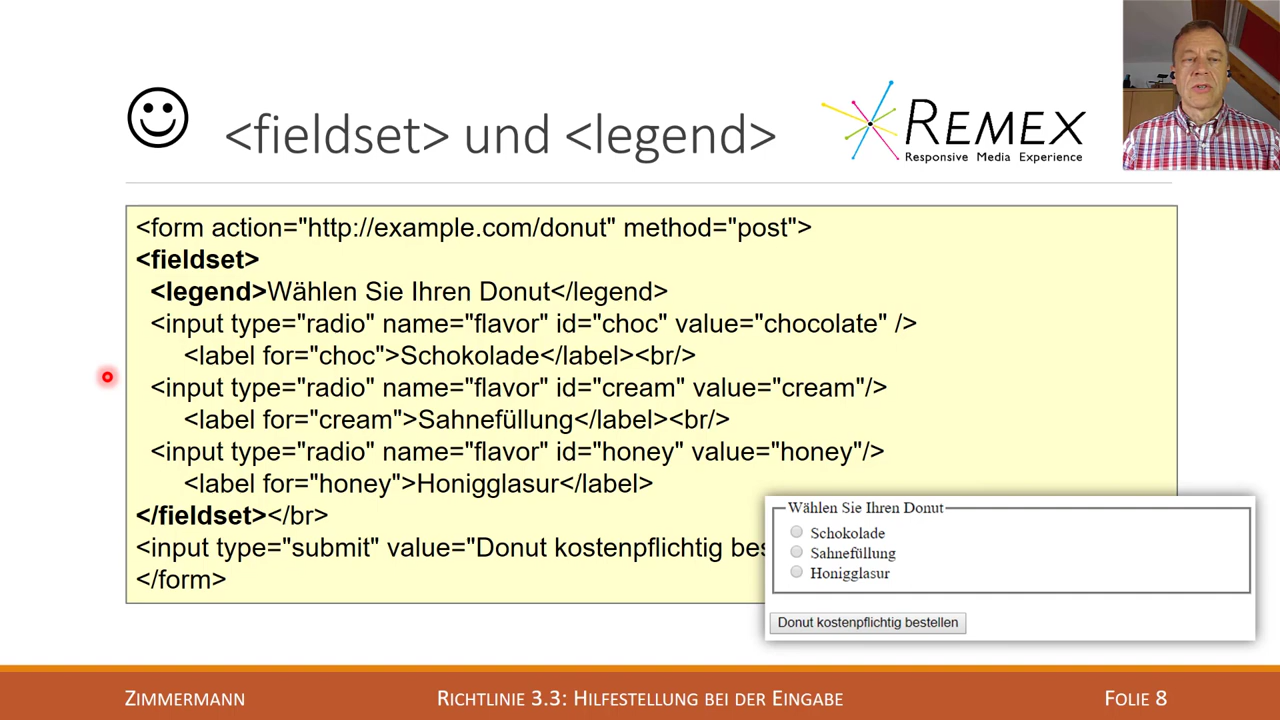 <fieldset> und <legend>
REMEX
Responsive Media Experience
<form action="http://example.com/donut" method="post">
<fieldset>
<legend>Wählen Sie Ihren Donut</legend>
<input type="radio" name="flavor" id="choc" value="chocolate" />
<label for="choc">Schokolade</label><br/>
<input type="radio" name="flavor" id="cream" value="cream"/>
<label for="cream">Sahnefüllung</label><br/>
<input type="radio" name="flavor" id="honey" value="honey"/>
<label for="honey">Honigglasur</label>
</fieldset></br>
<input type="submit" value="Donut kostenpflichtig bes
</form>
Wählen Sie Ihren Donut
Schokolade
Sahnefüllung
Honigglasur
Donut kostenpflichtig bestellen
ZIMMERMANN
RICHTLINIE 3.3: HILFESTELLUNG BEI DER EINGABE
FOLIE 8